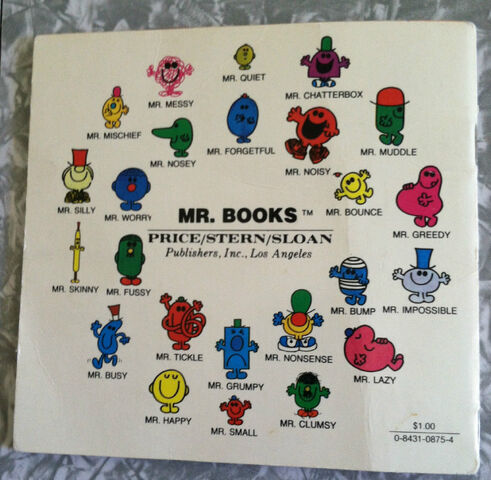 MR. QUIET
MR. CHATTERBOX
MR. MESSY
MR. MISCHIEF
MR. NOSEY
MR. FORGETFUL
MR. NOISY
MR. MUDDLE
MR. SILLY
MR. WORRY
MR. BOUNCE
MR. GREEDY
MR. BOOKS™
PRICE/STERN/SLOAN
Publishers, Inc., Los Angeles
MR. SKINNY
MR. FUSSY
MR. BUMP
MR. IMPOSSIBLE
MR. BUSY
MR. TICKLE
MR. GRUMPY
MR. NONSENSE
MR. LAZY
MR. HAPPY
MR. SMALL
MR. CLUMSY
$1.00
0-8431-0875-4